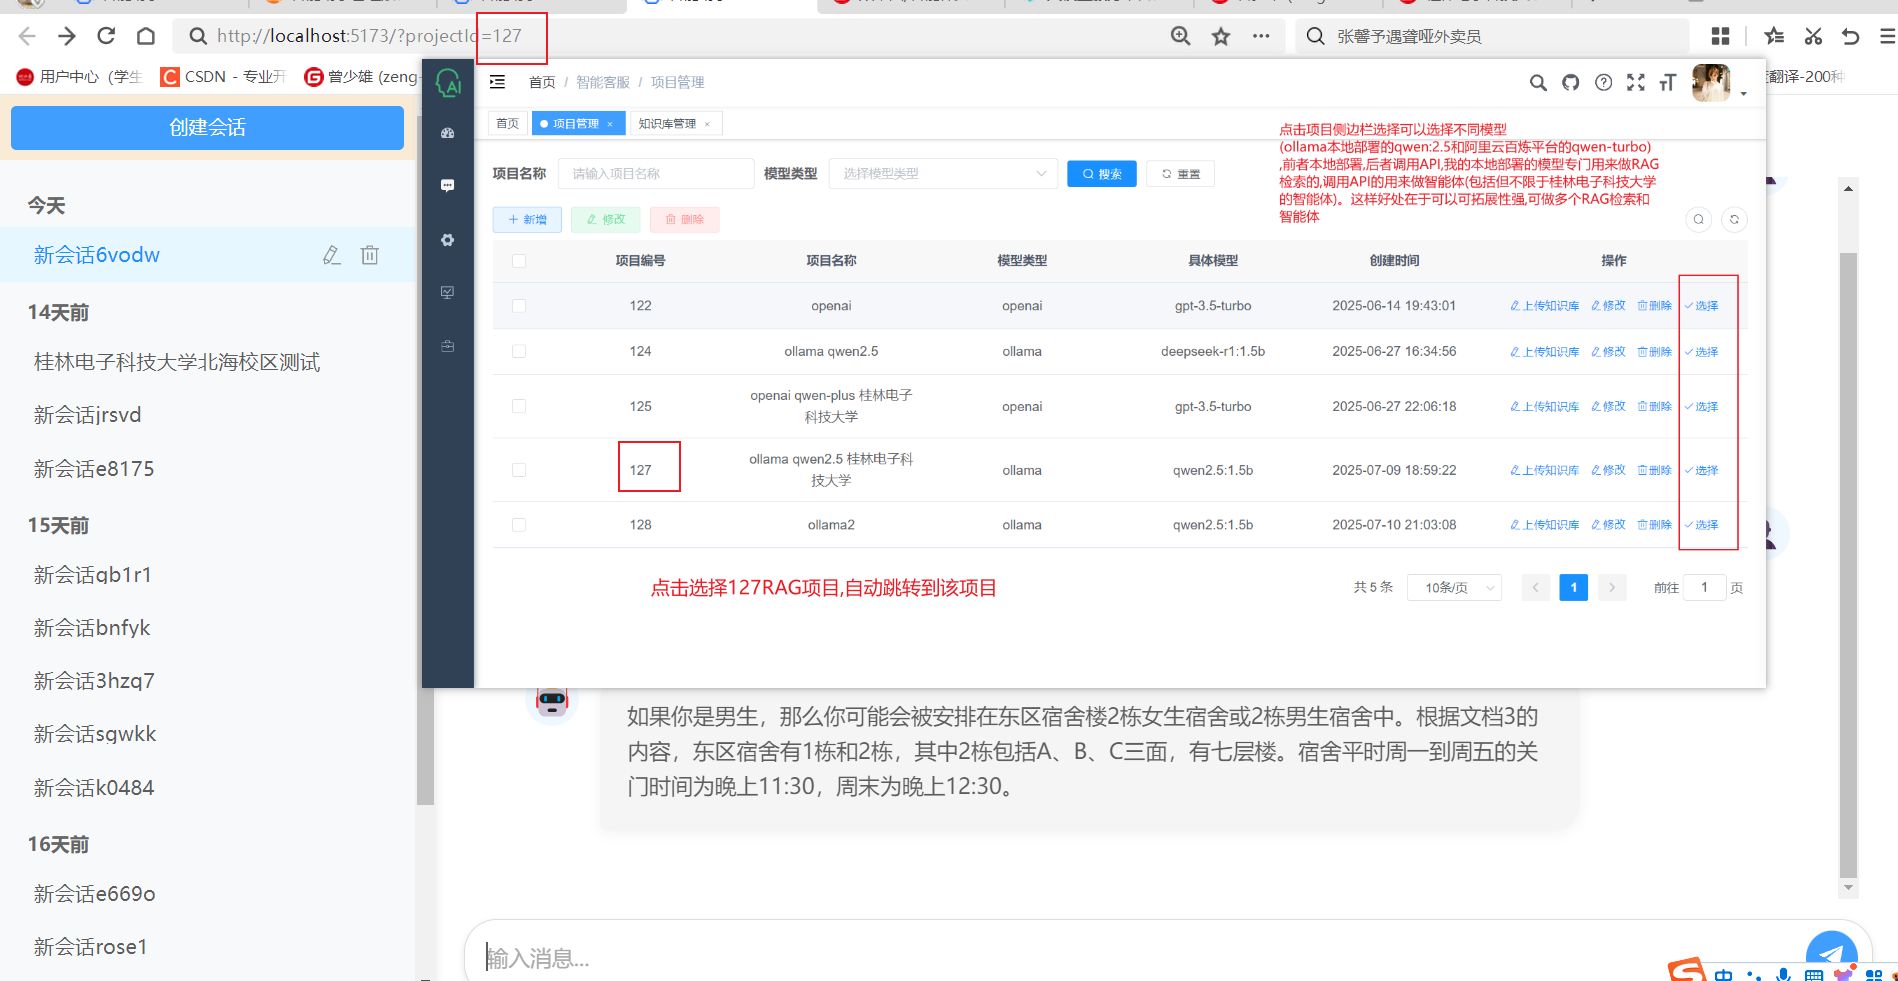 http://localhost:5173/?projectId=127
张馨予遇聋哑外卖员
用户中心（学生
CSDN - 专业开
曾少雄 (zeng-
翻译-200种
创建会话
今天
新会话6vodw
14天前
桂林电子科技大学北海校区测试
新会话jrsvd
新会话e8175
15天前
新会话qb1r1
新会话bnfyk
新会话3hzq7
新会话sgwkk
新会话k0484
16天前
新会话e669o
新会话rose1
AI
首页 / 智能客服 / 项目管理
首页
项目管理 ×
知识库管理 ×
点击项目侧边栏选择可以选择不同模型
(ollama本地部署的qwen:2.5和阿里云百炼平台的qwen-turbo)
,前者本地部署,后者调用API,我的本地部署的模型专门用来做RAG
检索的,调用API的用来做智能体(包括但不限于桂林电子科技大学
的智能体)。这样好处在于可以可拓展性强,可做多个RAG检索和
智能体
项目名称 请输入项目名称 模型类型 选择模型类型 搜索 重置
+ 新增 修改 删除
项目编号 项目名称 模型类型 具体模型 创建时间 操作
122 openai openai gpt-3.5-turbo 2025-06-14 19:43:01 上传知识库 修改 删除 选择
124 ollama qwen2.5 ollama deepseek-r1:1.5b 2025-06-27 16:34:56 上传知识库 修改 删除 选择
125 openai qwen-plus 桂林电子科技大学 openai gpt-3.5-turbo 2025-06-27 22:06:18 上传知识库 修改 删除 选择
127 ollama qwen2.5 桂林电子科技大学 ollama qwen2.5:1.5b 2025-07-09 18:59:22 上传知识库 修改 删除 选择
128 ollama2 ollama qwen2.5:1.5b 2025-07-10 21:03:08 上传知识库 修改 删除 选择
点击选择127RAG项目,自动跳转到该项目
共 5 条 10条/页 1 前往 1 页
如果你是男生，那么你可能会被安排在东区宿舍楼2栋女生宿舍或2栋男生宿舍中。根据文档3的
内容，东区宿舍有1栋和2栋，其中2栋包括A、B、C三面，有七层楼。宿舍平时周一到周五的关
门时间为晚上11:30，周末为晚上12:30。
输入消息...
中